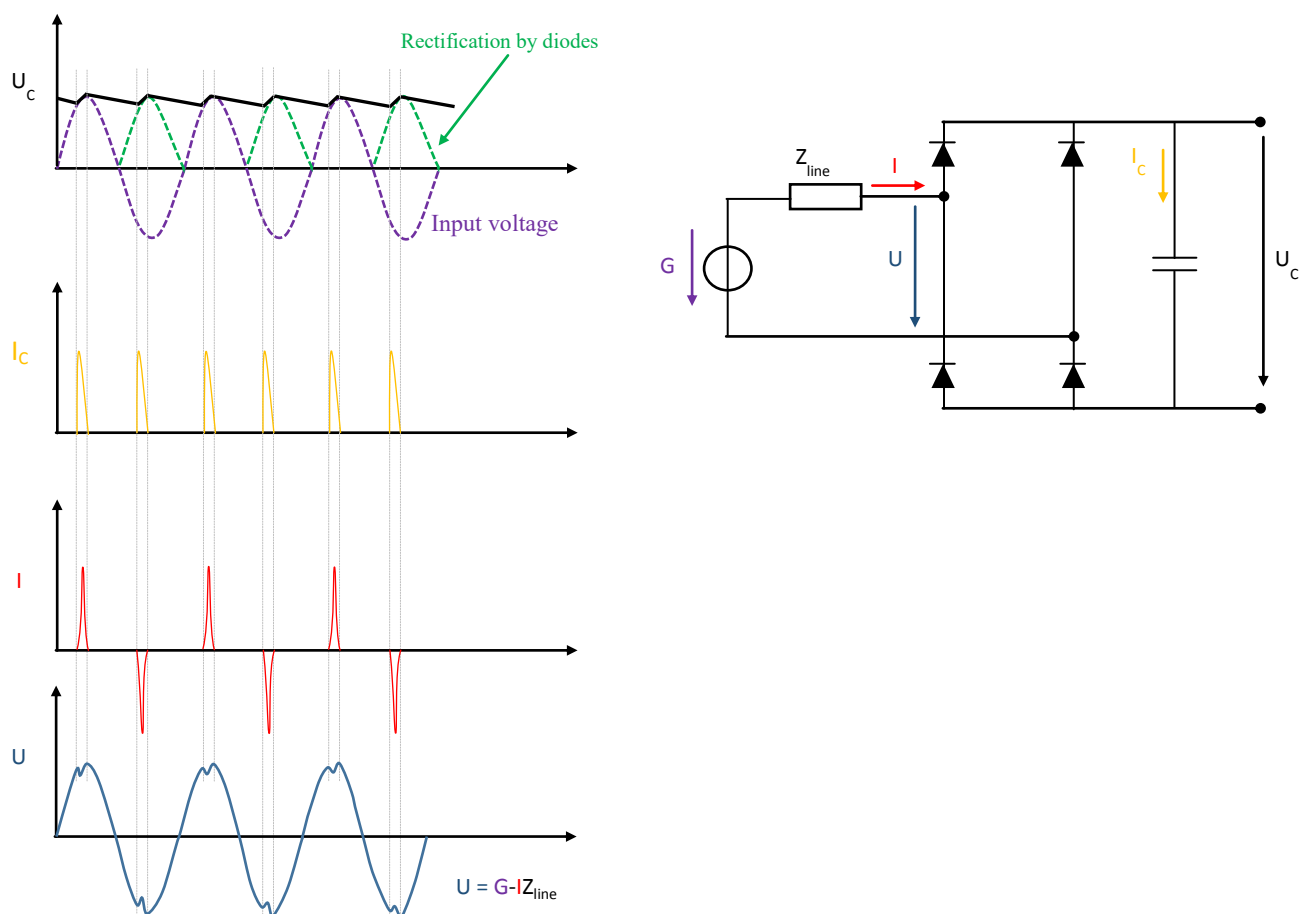 Rectification by diodes
U_C
Input voltage
I_C
I
U
U = G-IZ_line
Z_line
I
I_C
G
U
U_C